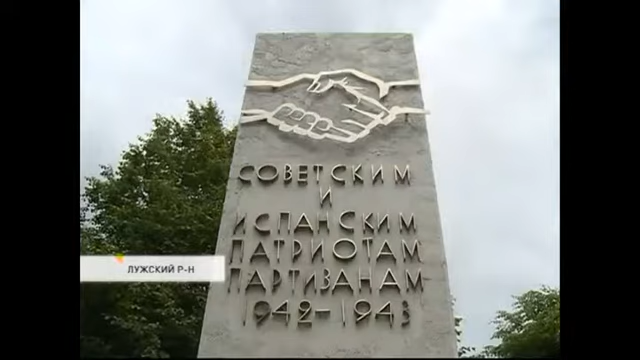 СОВЕТСКИМ
И
ИСПАНСКИМ
ПАТРИОТАМ
ПАРТИЗАНАМ
1942-1943
ЛУЖСКИЙ Р-Н